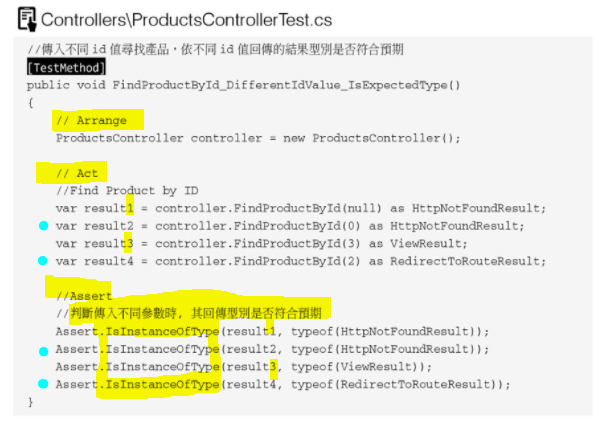 Controllers\ProductsControllerTest.cs
//傳入不同 id 值尋找產品，依不同 id 值回傳的結果型別是否符合預期
[TestMethod]
public void FindProductById_DifferentIdValue_IsExpectedType()
{
// Arrange
ProductsController controller = new ProductsController();
// Act
//Find Product by ID
var result1 = controller.FindProductById(null) as HttpNotFoundResult;
var result2 = controller.FindProductById(0) as HttpNotFoundResult;
var result3 = controller.FindProductById(3) as ViewResult;
var result4 = controller.FindProductById(2) as RedirectToRouteResult;
//Assert
//判斷傳入不同參數時, 其回傳型別是否符合預期
Assert.IsInstanceOfType(result1, typeof(HttpNotFoundResult));
Assert.IsInstanceOfType(result2, typeof(HttpNotFoundResult));
Assert.IsInstanceOfType(result3, typeof(ViewResult));
Assert.IsInstanceOfType(result4, typeof(RedirectToRouteResult));
}